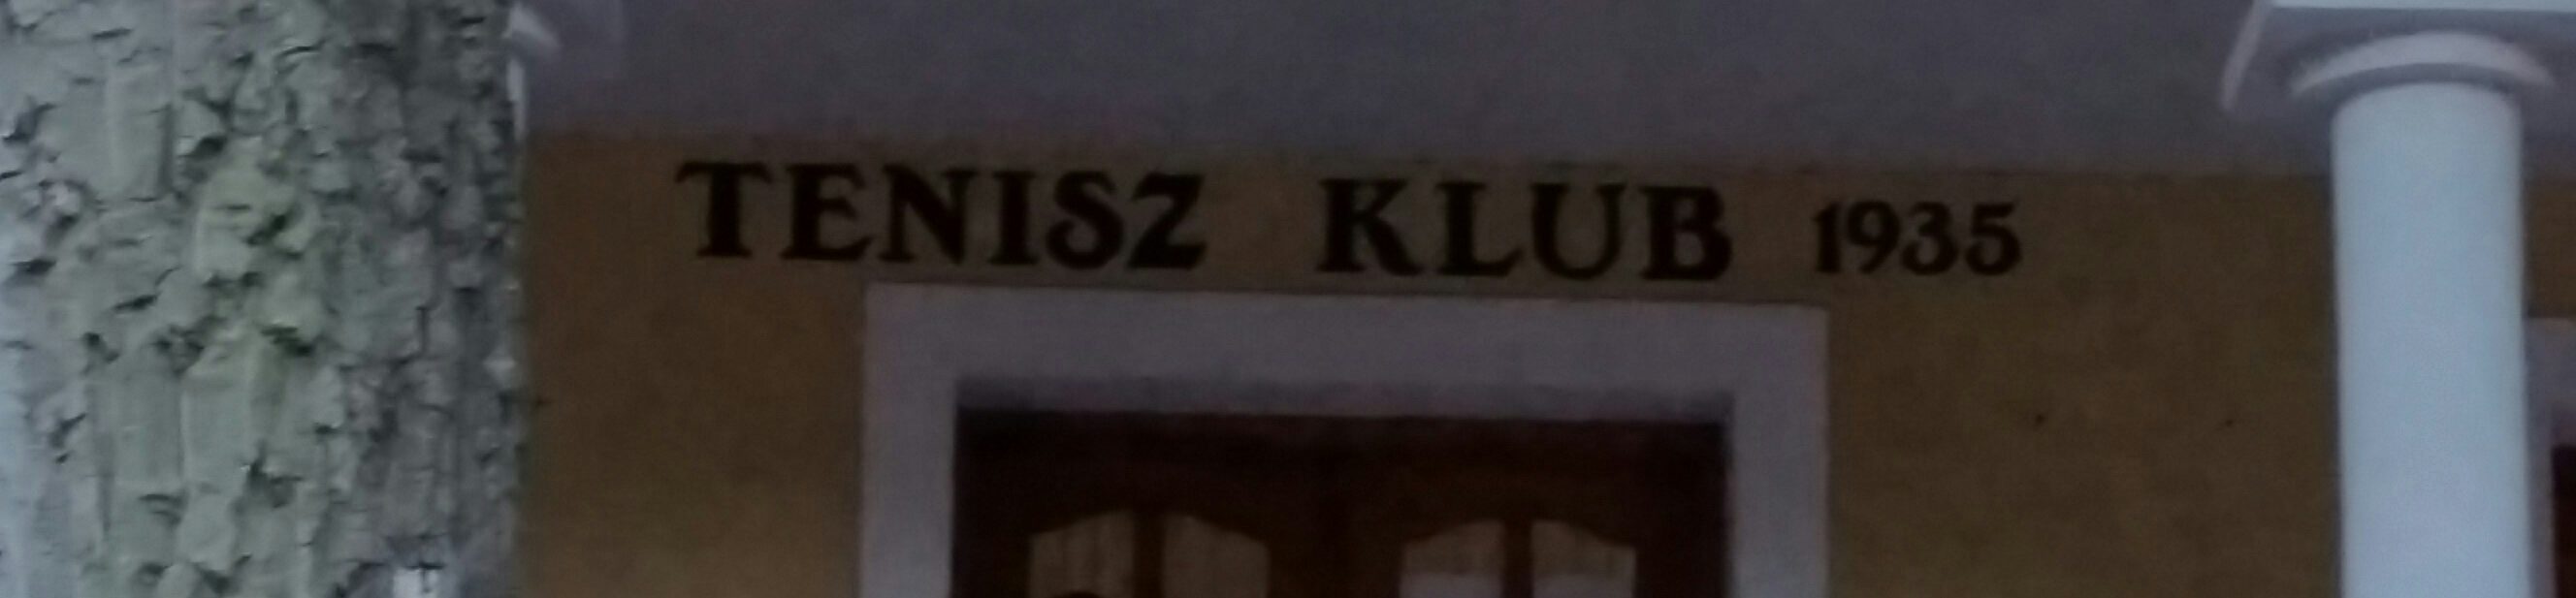 TENISZ KLUB 1935